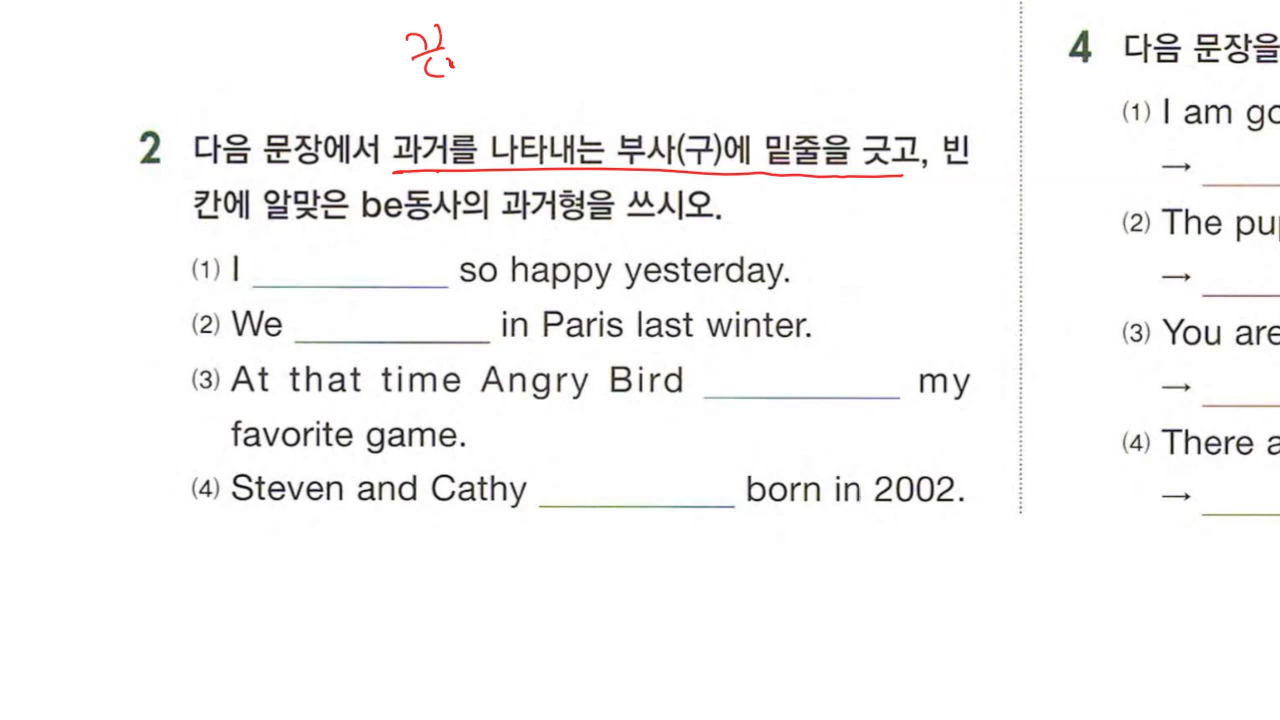 2 다음 문장에서 과거를 나타내는 부사(구)에 밑줄을 긋고, 빈
칸에 알맞은 be동사의 과거형을 쓰시오.
(1) I __________ so happy yesterday.
(2) We __________ in Paris last winter.
(3) At that time Angry Bird __________ my
favorite game.
(4) Steven and Cathy __________ born in 2002.
4 다음 문장을
(1) I am go
→
(2) The pu
→
(3) You are
→
(4) There a
→